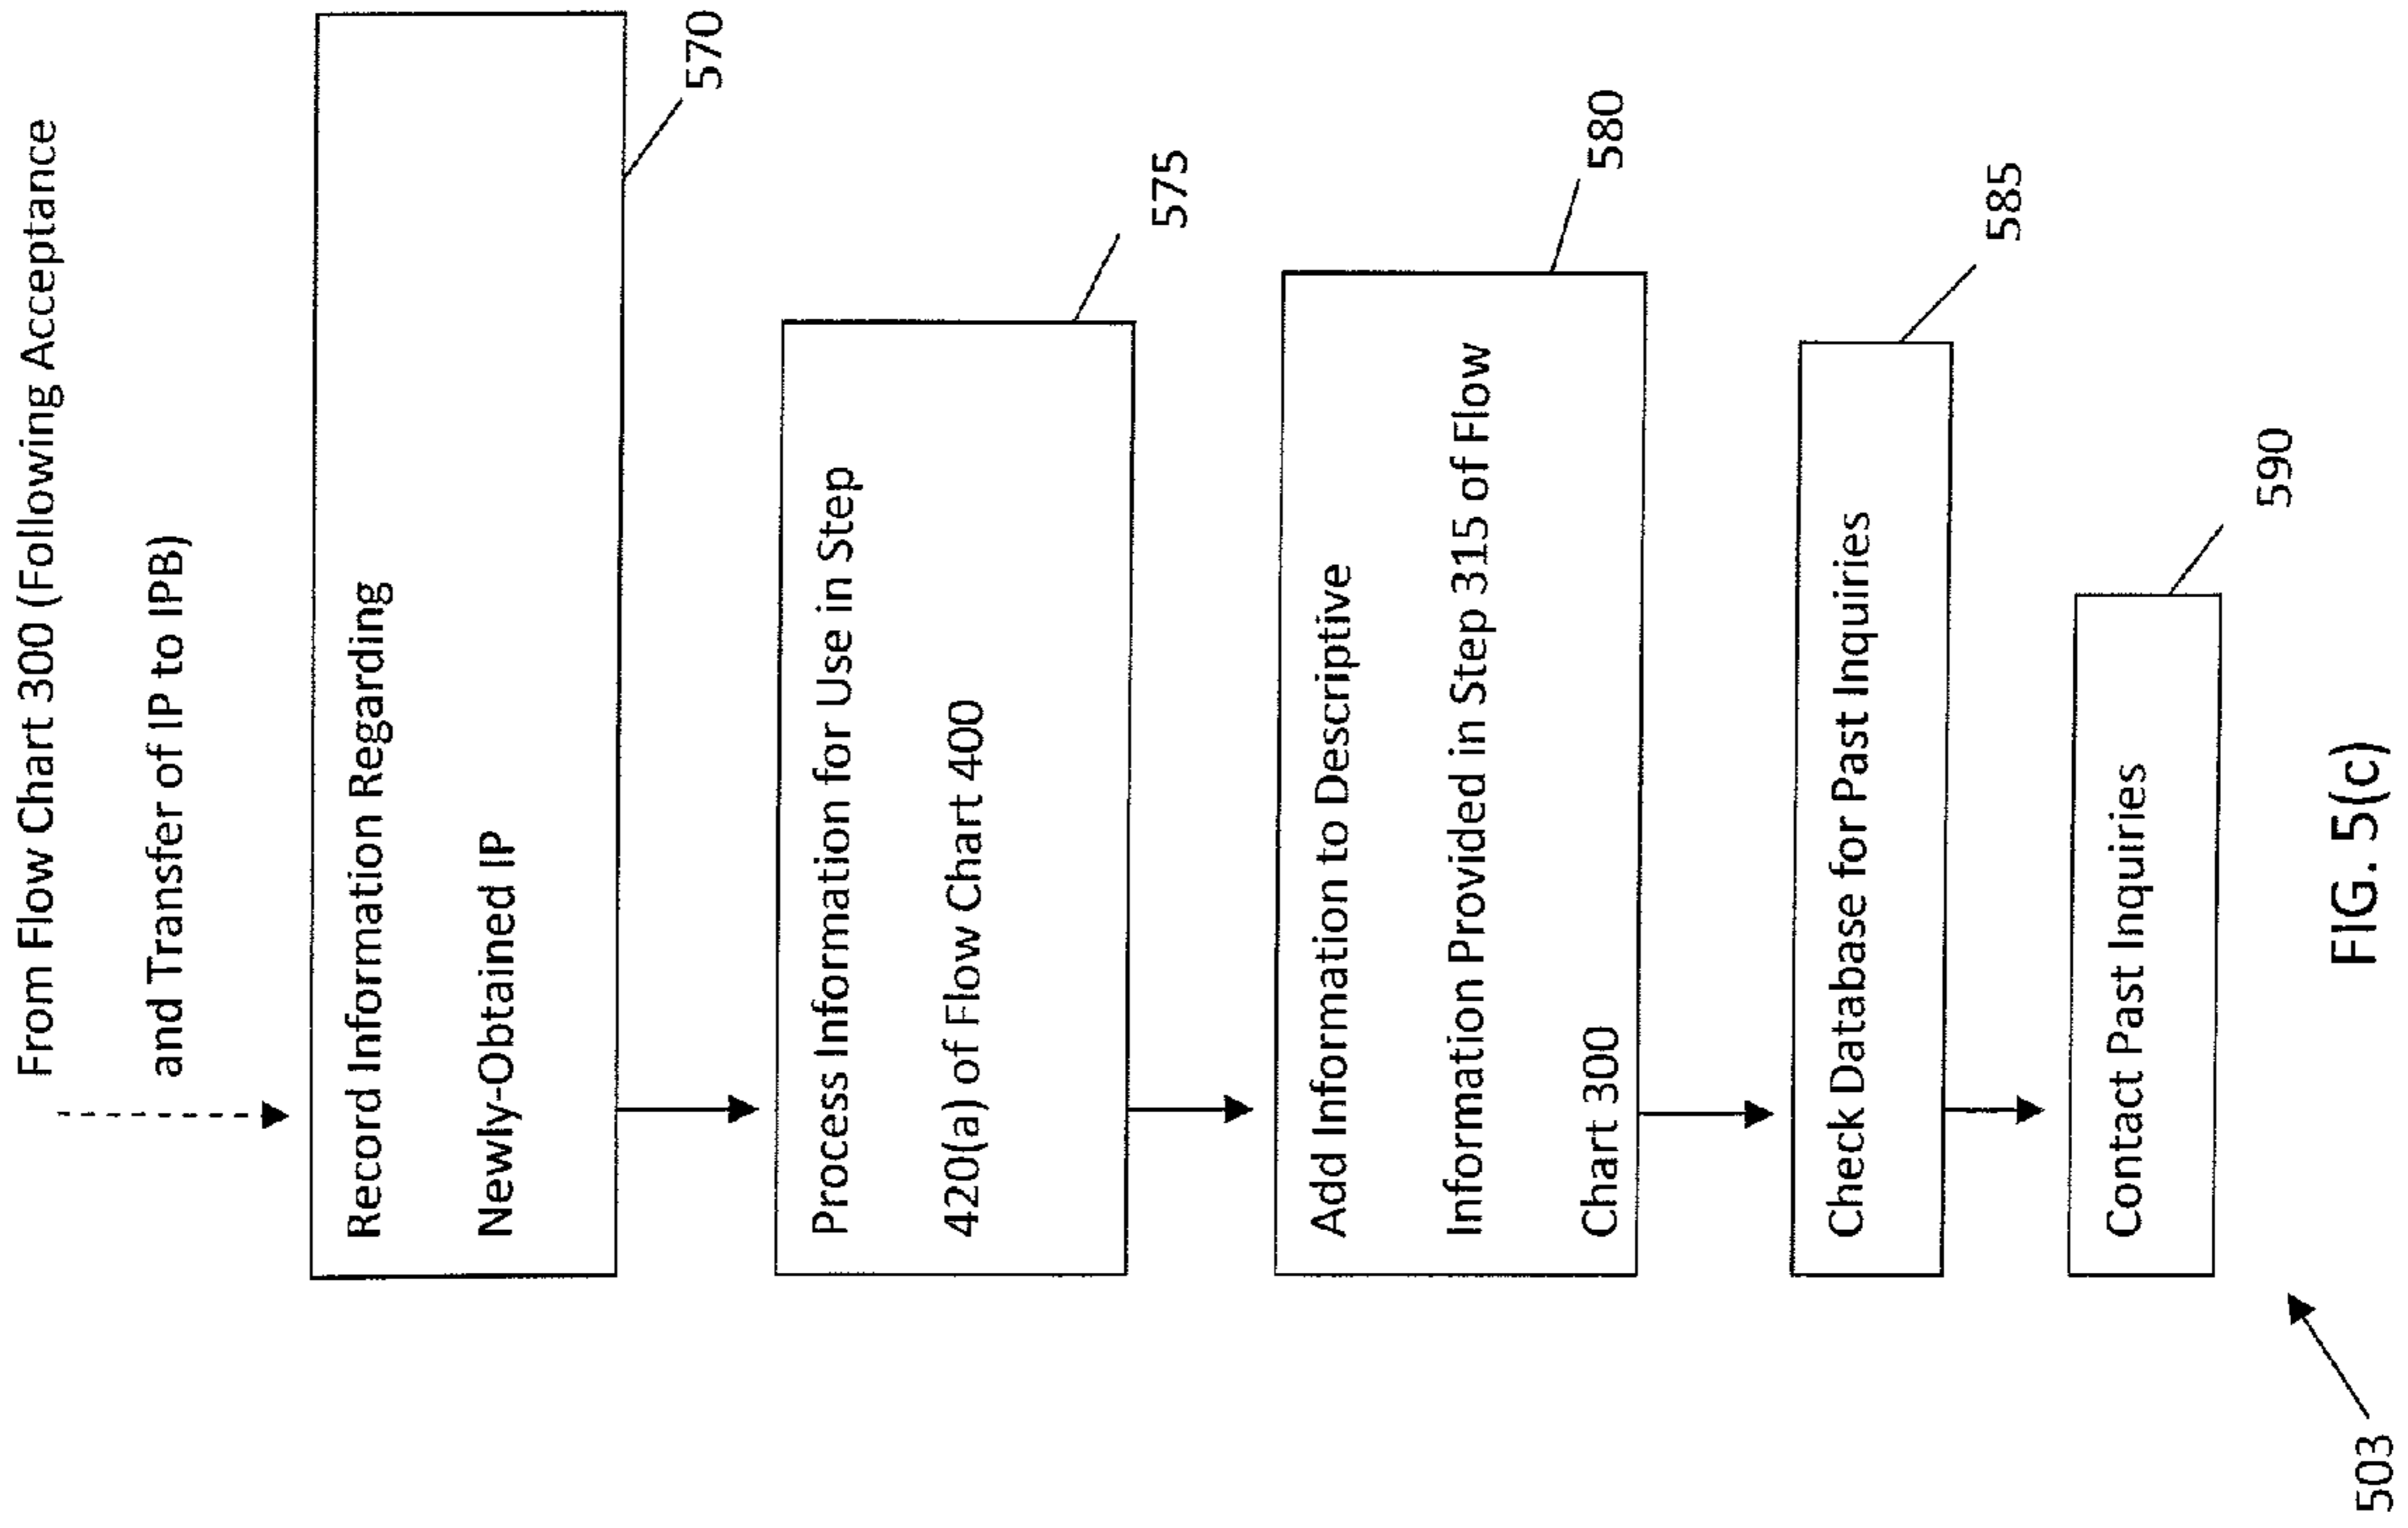 From Flow Chart 300 (Following Acceptance
and Transfer of IP to IPB)
Record Information Regarding
Newly-Obtained IP
570
Process Information for Use in Step
420(a) of Flow Chart 400
575
Add Information to Descriptive
Information Provided in Step 315 of Flow
Chart 300
580
Check Database for Past Inquiries
585
Contact Past Inquiries
590
503
FIG. 5(c)